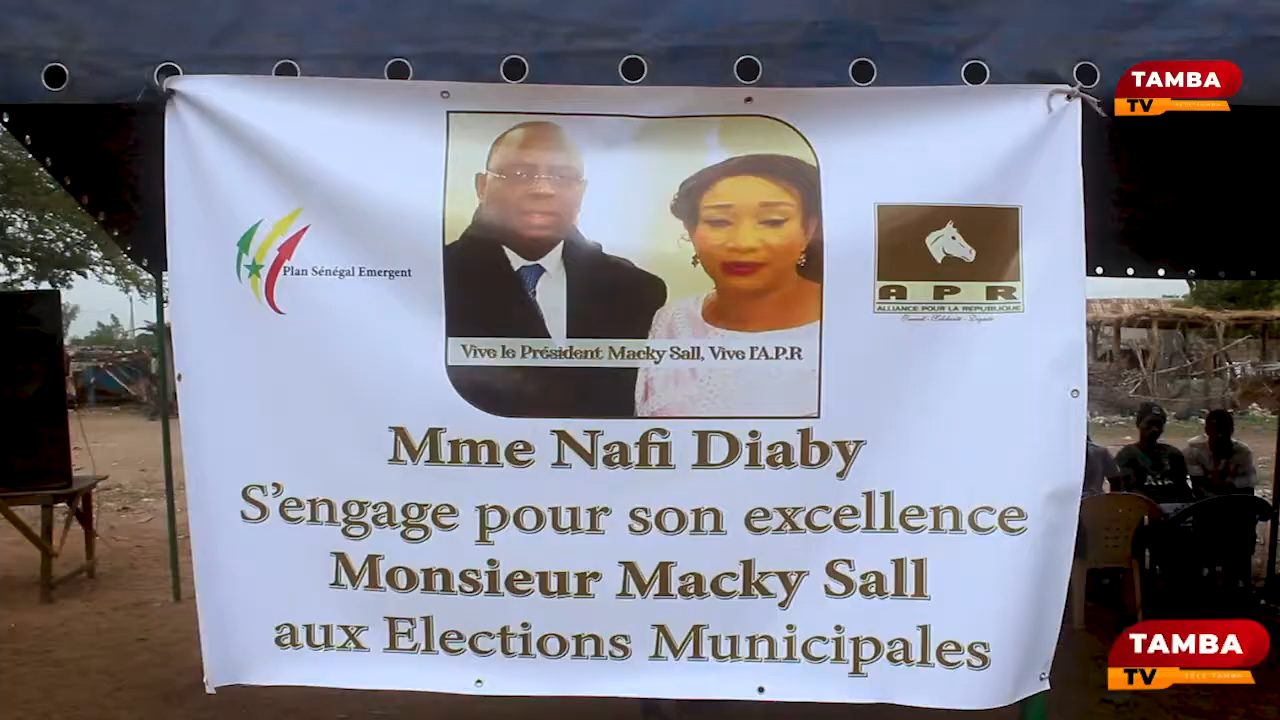 TAMBA
TV
Plan Sénégal Emergent
A P R
ALLIANCE POUR LA REPUBLIQUE
Vive le Président Macky Sall, Vive l'A.P.R
Mme Nafi Diaby
S'engage pour son excellence
Monsieur Macky Sall
aux Elections Municipales
TAMBA
TV